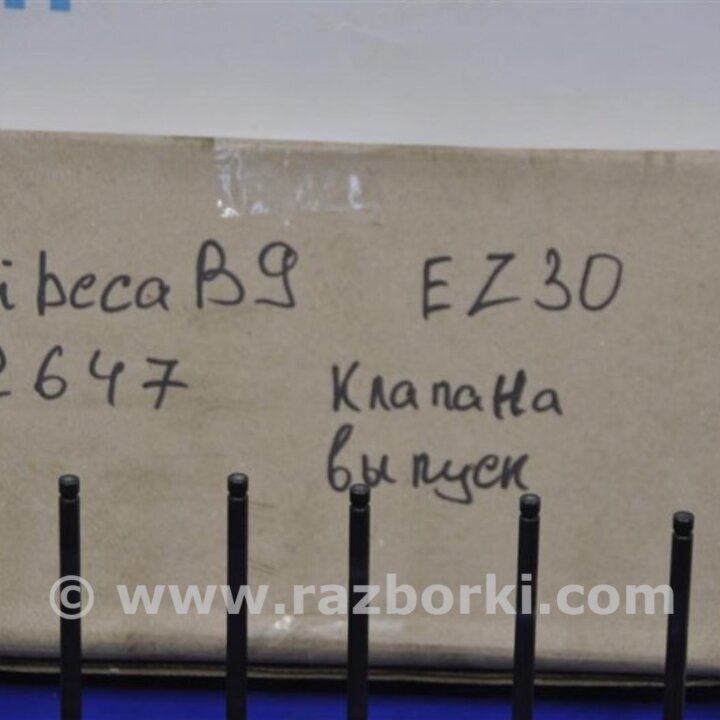 ibeca B9 EZ30
2647 Клапана
выпуск
© www.razborki.com